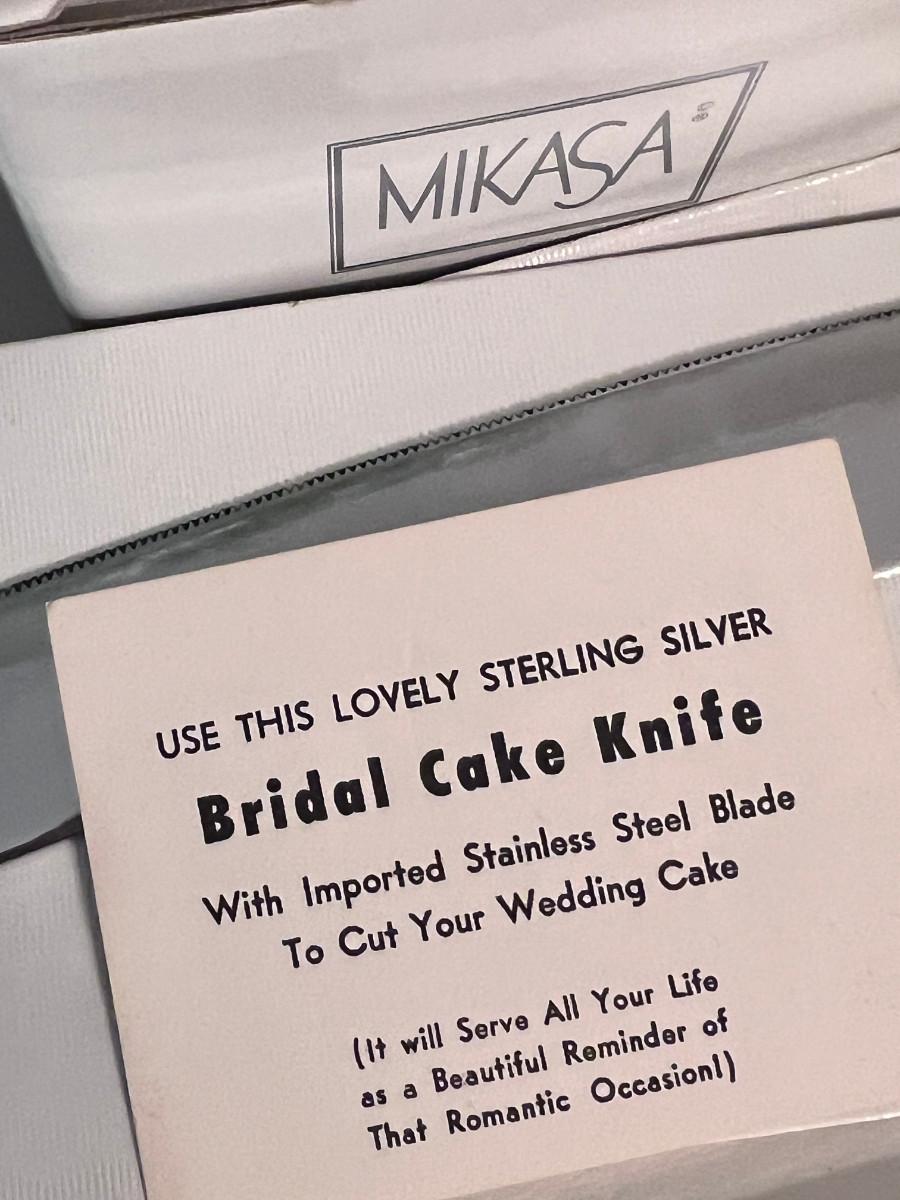 MIKASA®
USE THIS LOVELY STERLING SILVER
Bridal Cake Knife
With Imported Stainless Steel Blade
To Cut Your Wedding Cake
(It will Serve All Your Life
as a Beautiful Reminder of
That Romantic Occasion!)